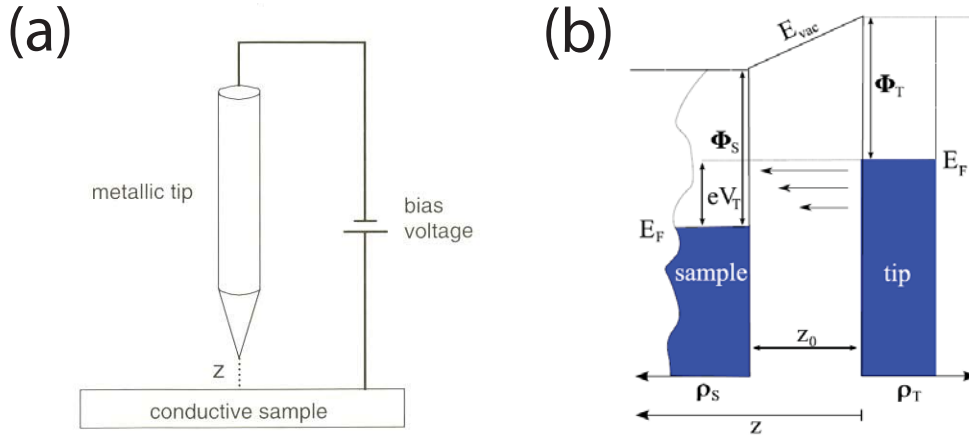 (a)
metallic tip
bias
voltage
z
conductive sample
(b)
E_vac
Φ_T
Φ_S
E_F
eV_T
E_F
sample
tip
z_0
ρ_S
ρ_T
z